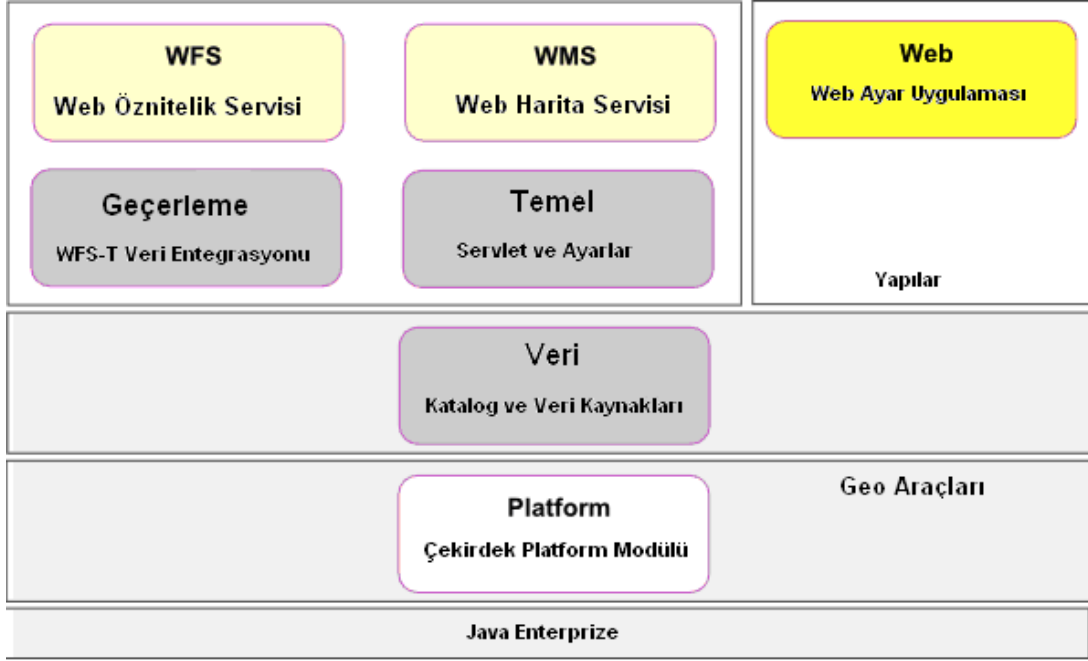 WFS
Web Öznitelik Servisi
WMS
Web Harita Servisi
Web
Web Ayar Uygulaması
Geçerleme
WFS-T Veri Entegrasyonu
Temel
Servlet ve Ayarlar
Yapılar
Veri
Katalog ve Veri Kaynakları
Geo Araçları
Platform
Çekirdek Platform Modülü
Java Enterprize